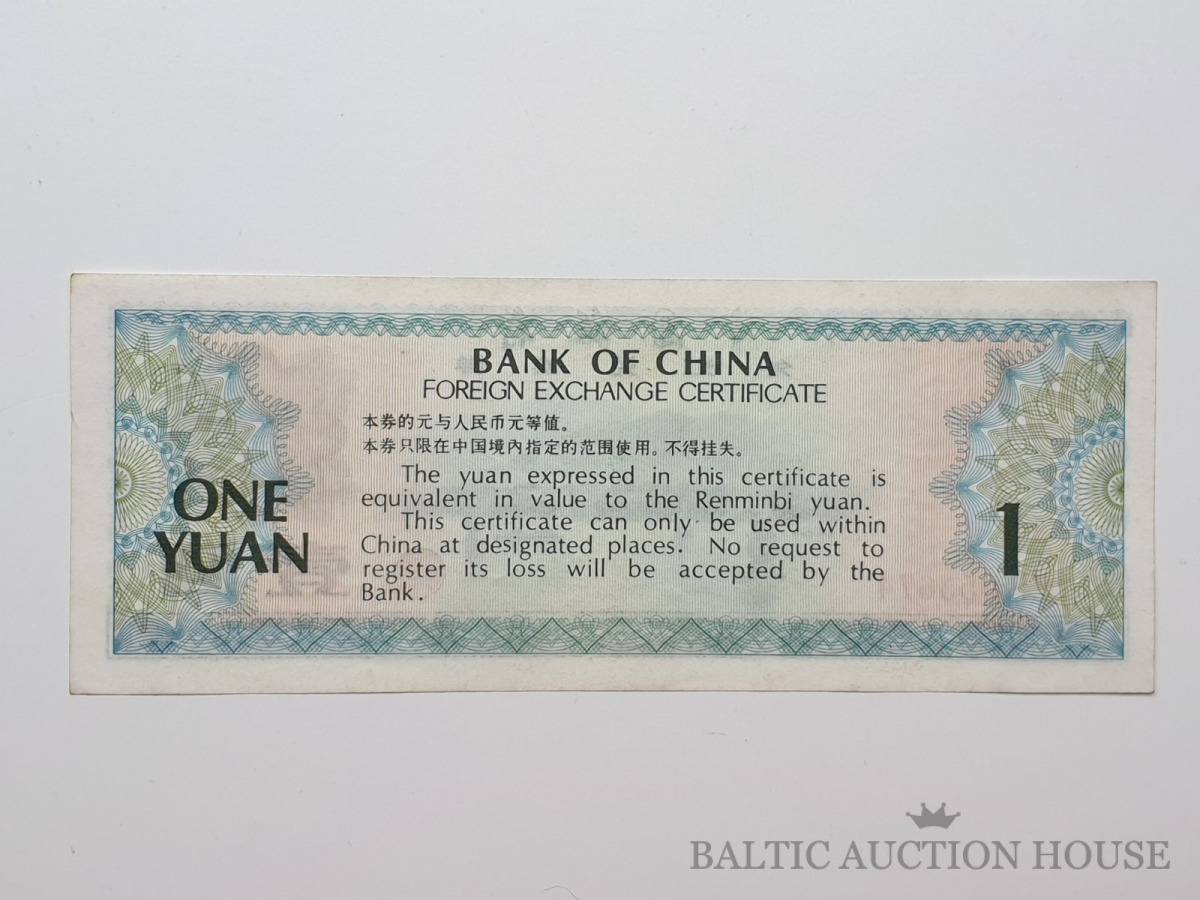 BANK OF CHINA
FOREIGN EXCHANGE CERTIFICATE
本券的元与人民币元等值。
本券只限在中国境内指定的范围使用。不得挂失。
The yuan expressed in this certificate is
equivalent in value to the Renminbi yuan.
This certificate can only be used within
China at designated places. No request to
register its loss will be accepted by the
Bank.
ONE
YUAN
1
BALTIC AUCTION HOUSE